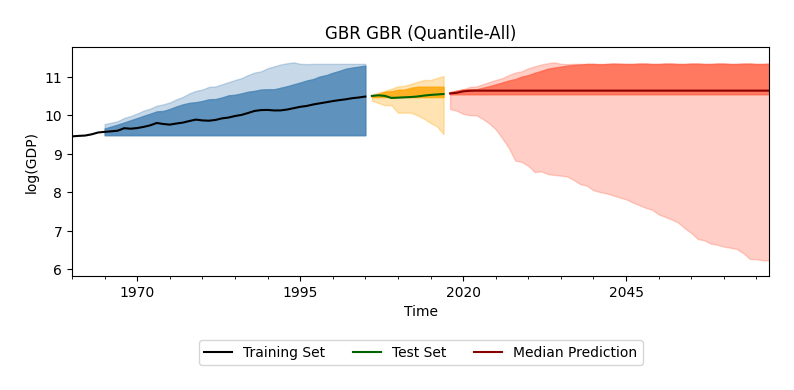 GBR GBR (Quantile-All)
11
10
9
8
7
6
log(GDP)
1970 1995 2020 2045
Time
Training Set Test Set Median Prediction